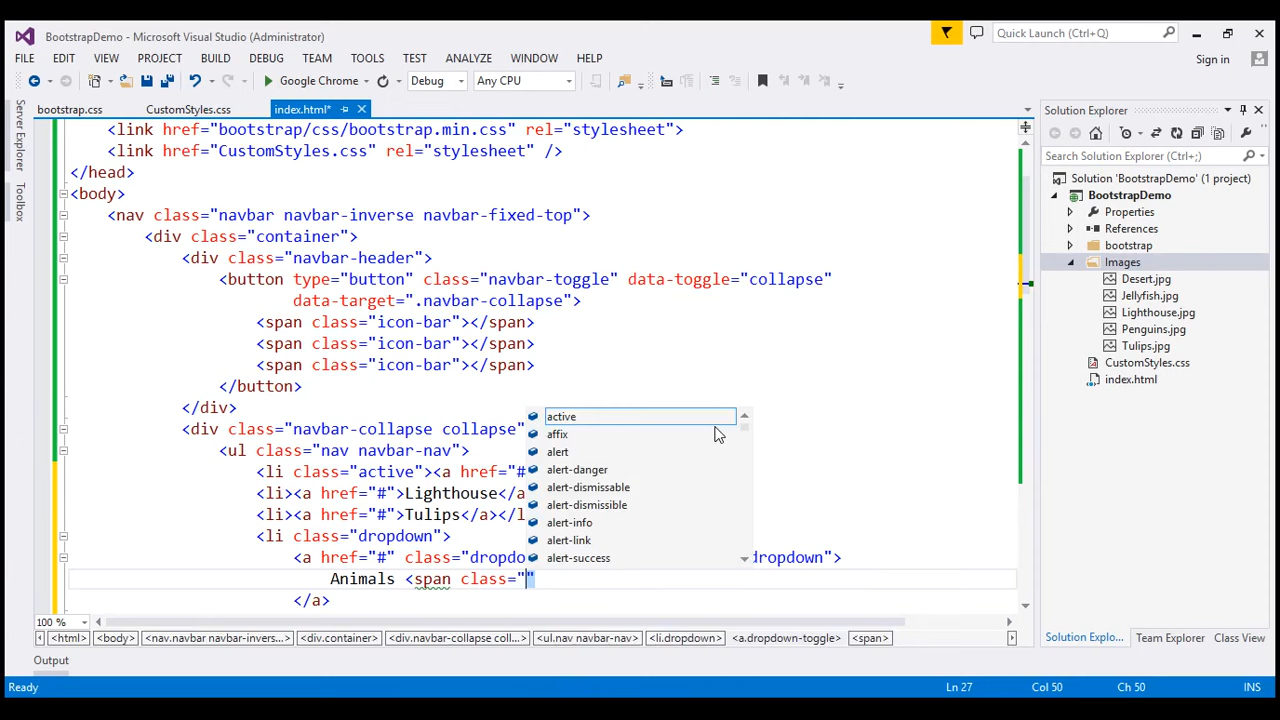 BootstrapDemo - Microsoft Visual Studio (Administrator)
Quick Launch (Ctrl+Q)
FILE EDIT VIEW PROJECT BUILD DEBUG TEAM TOOLS TEST ANALYZE WINDOW HELP
Sign in
Google Chrome Debug Any CPU
Server Explorer
Toolbox
bootstrap.css CustomStyles.css index.html*
<link href="bootstrap/css/bootstrap.min.css" rel="stylesheet">
<link href="CustomStyles.css" rel="stylesheet" />
</head>
<body>
<nav class="navbar navbar-inverse navbar-fixed-top">
<div class="container">
<div class="navbar-header">
<button type="button" class="navbar-toggle" data-toggle="collapse"
data-target=".navbar-collapse">
<span class="icon-bar"></span>
<span class="icon-bar"></span>
<span class="icon-bar"></span>
</button>
</div>
<div class="navbar-collapse collapse"
<ul class="nav navbar-nav">
<li class="active"><a href="#
<li><a href="#">Lighthouse</a
<li><a href="#">Tulips</a></l
<li class="dropdown">
<a href="#" class="dropdo dropdown">
Animals <span class=""
</a>
active
affix
alert
alert-danger
alert-dismissable
alert-dismissible
alert-info
alert-link
alert-success
100 %
<html> <body> <nav.navbar navbar-invers... <div.container> <div.navbar-collapse coll... <ul.nav navbar-nav> <li.dropdown> <a.dropdown-toggle> <span>
Output
Ready Ln 27 Col 50 Ch 50 INS
Solution Explorer
Search Solution Explorer (Ctrl+;)
Solution 'BootstrapDemo' (1 project)
BootstrapDemo
Properties
References
bootstrap
Images
Desert.jpg
Jellyfish.jpg
Lighthouse.jpg
Penguins.jpg
Tulips.jpg
CustomStyles.css
index.html
Solution Explo... Team Explorer Class View